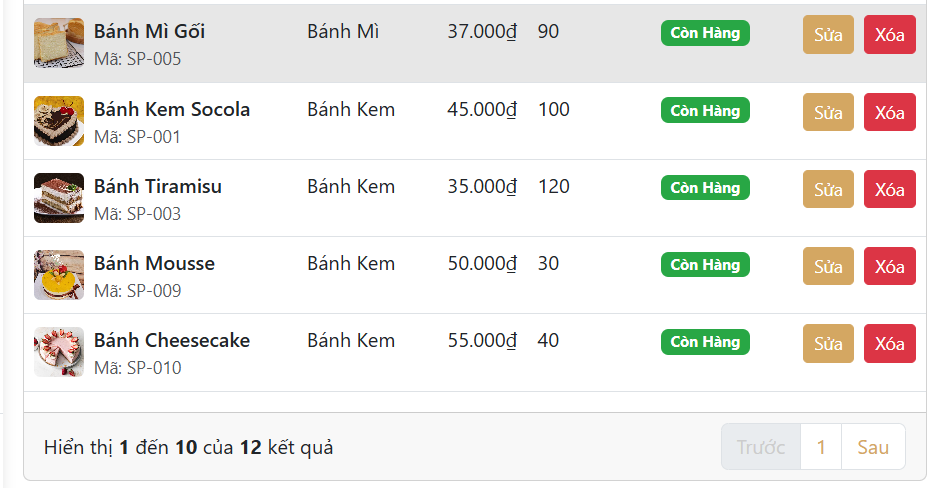 Bánh Mì Gối Bánh Mì 37.000₫ 90 Còn Hàng Sửa Xóa
Mã: SP-005
Bánh Kem Socola Bánh Kem 45.000₫ 100 Còn Hàng Sửa Xóa
Mã: SP-001
Bánh Tiramisu Bánh Kem 35.000₫ 120 Còn Hàng Sửa Xóa
Mã: SP-003
Bánh Mousse Bánh Kem 50.000₫ 30 Còn Hàng Sửa Xóa
Mã: SP-009
Bánh Cheesecake Bánh Kem 55.000₫ 40 Còn Hàng Sửa Xóa
Mã: SP-010
Hiển thị 1 đến 10 của 12 kết quả Trước 1 Sau